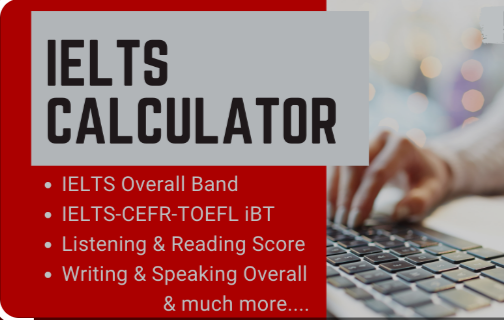 IELTS
CALCULATOR
• IELTS Overall Band
• IELTS-CEFR-TOEFL iBT
• Listening & Reading Score
• Writing & Speaking Overall
& much more....